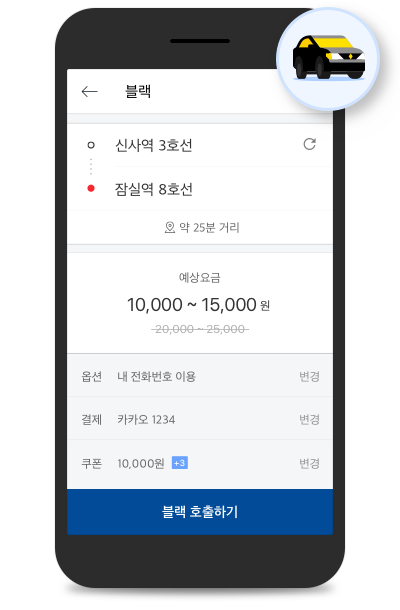 블랙
신사역 3호선
잠실역 8호선
약 25분 거리
예상요금
10,000 ~ 15,000 원
20,000 ~ 25,000
옵션 내 전화번호 이용 변경
결제 카카오 1234 변경
쿠폰 10,000원 +3 변경
블랙 호출하기